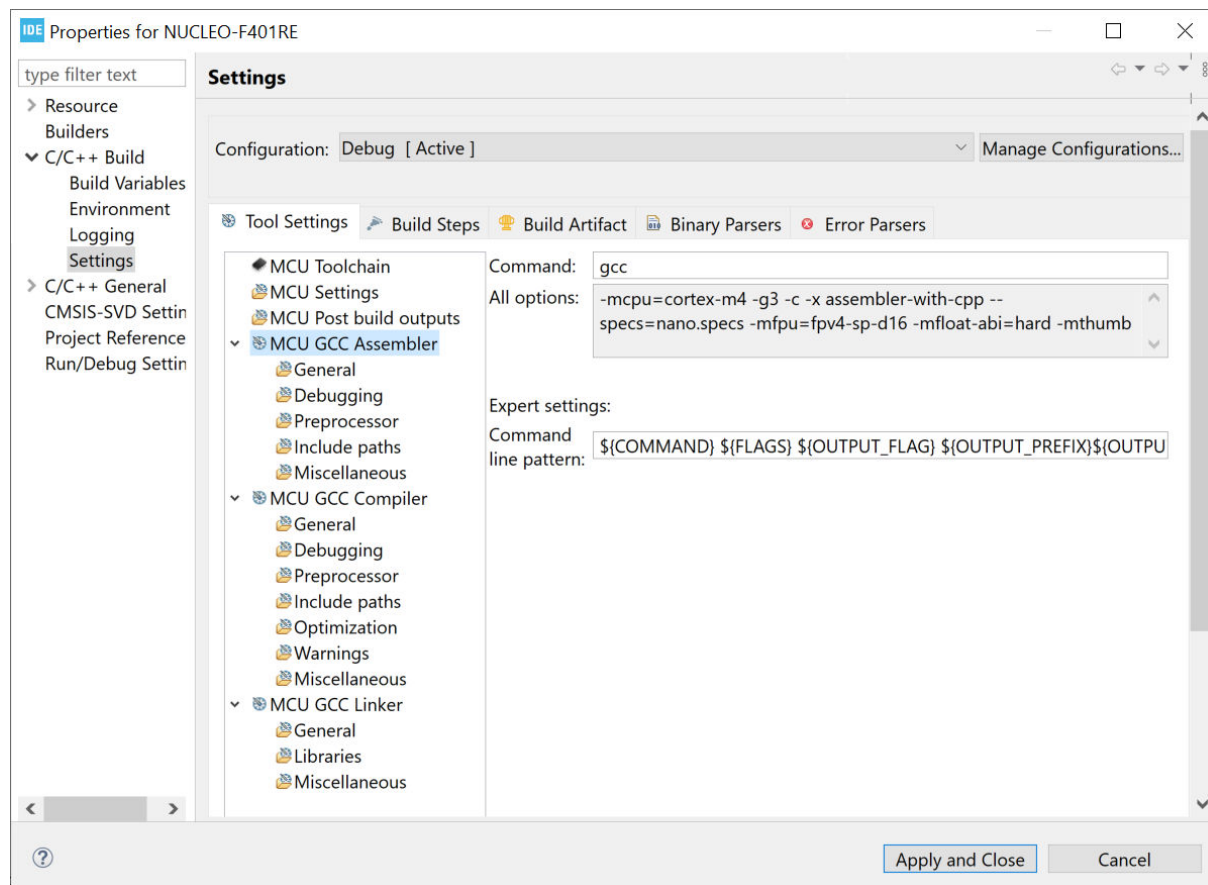 IDE Properties for NUCLEO-F401RE
type filter text
Resource
Builders
C/C++ Build
Build Variables
Environment
Logging
Settings
C/C++ General
CMSIS-SVD Settin
Project Reference
Run/Debug Settin
Settings
Configuration: Debug [ Active ] Manage Configurations...
Tool Settings Build Steps Build Artifact Binary Parsers Error Parsers
MCU Toolchain
MCU Settings
MCU Post build outputs
MCU GCC Assembler
General
Debugging
Preprocessor
Include paths
Miscellaneous
MCU GCC Compiler
General
Debugging
Preprocessor
Include paths
Optimization
Warnings
Miscellaneous
MCU GCC Linker
General
Libraries
Miscellaneous
Command: gcc
All options: -mcpu=cortex-m4 -g3 -c -x assembler-with-cpp --
specs=nano.specs -mfpu=fpv4-sp-d16 -mfloat-abi=hard -mthumb
Expert settings:
Command
line pattern: ${COMMAND} ${FLAGS} ${OUTPUT_FLAG} ${OUTPUT_PREFIX}${OUTPU
Apply and Close Cancel